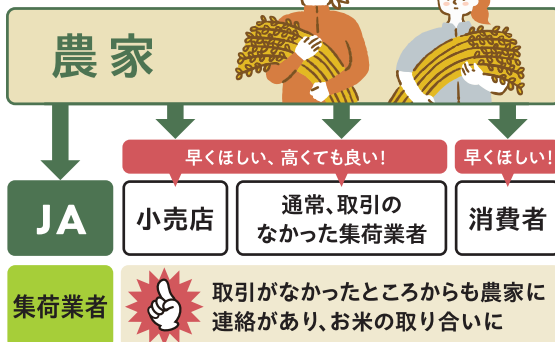 農家
早くほしい、高くても良い！
早くほしい！
JA
小売店
通常、取引の
なかった集荷業者
消費者
集荷業者
取引がなかったところからも農家に
連絡があり、お米の取り合いに